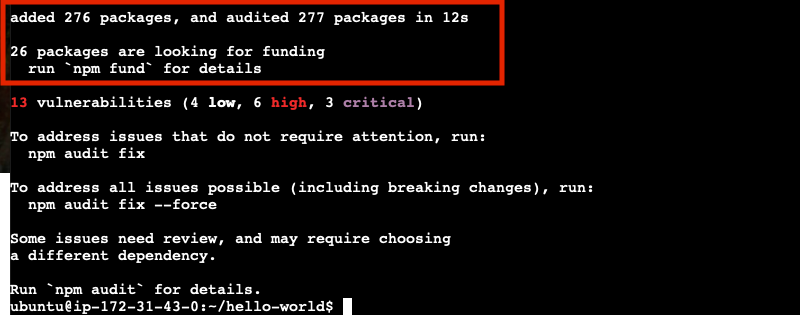 added 276 packages, and audited 277 packages in 12s
26 packages are looking for funding
run `npm fund` for details
13 vulnerabilities (4 low, 6 high, 3 critical)
To address issues that do not require attention, run:
npm audit fix
To address all issues possible (including breaking changes), run:
npm audit fix --force
Some issues need review, and may require choosing
a different dependency.
Run `npm audit` for details.
ubuntu@ip-172-31-43-0:~/hello-world$